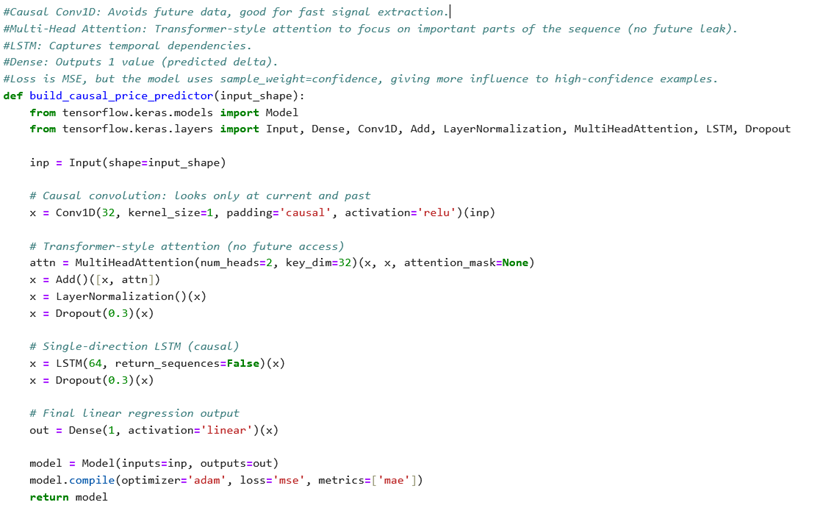 #Causal Conv1D: Avoids future data, good for fast signal extraction.
#Multi-Head Attention: Transformer-style attention to focus on important parts of the sequence (no future leak).
#LSTM: Captures temporal dependencies.
#Dense: Outputs 1 value (predicted delta).
#Loss is MSE, but the model uses sample_weight=confidence, giving more influence to high-confidence examples.
def build_causal_price_predictor(input_shape):
    from tensorflow.keras.models import Model
    from tensorflow.keras.layers import Input, Dense, Conv1D, Add, LayerNormalization, MultiHeadAttention, LSTM, Dropout

    inp = Input(shape=input_shape)

    # Causal convolution: looks only at current and past
    x = Conv1D(32, kernel_size=1, padding='causal', activation='relu')(inp)

    # Transformer-style attention (no future access)
    attn = MultiHeadAttention(num_heads=2, key_dim=32)(x, x, attention_mask=None)
    x = Add()([x, attn])
    x = LayerNormalization()(x)
    x = Dropout(0.3)(x)

    # Single-direction LSTM (causal)
    x = LSTM(64, return_sequences=False)(x)
    x = Dropout(0.3)(x)

    # Final linear regression output
    out = Dense(1, activation='linear')(x)

    model = Model(inputs=inp, outputs=out)
    model.compile(optimizer='adam', loss='mse', metrics=['mae'])
    return model